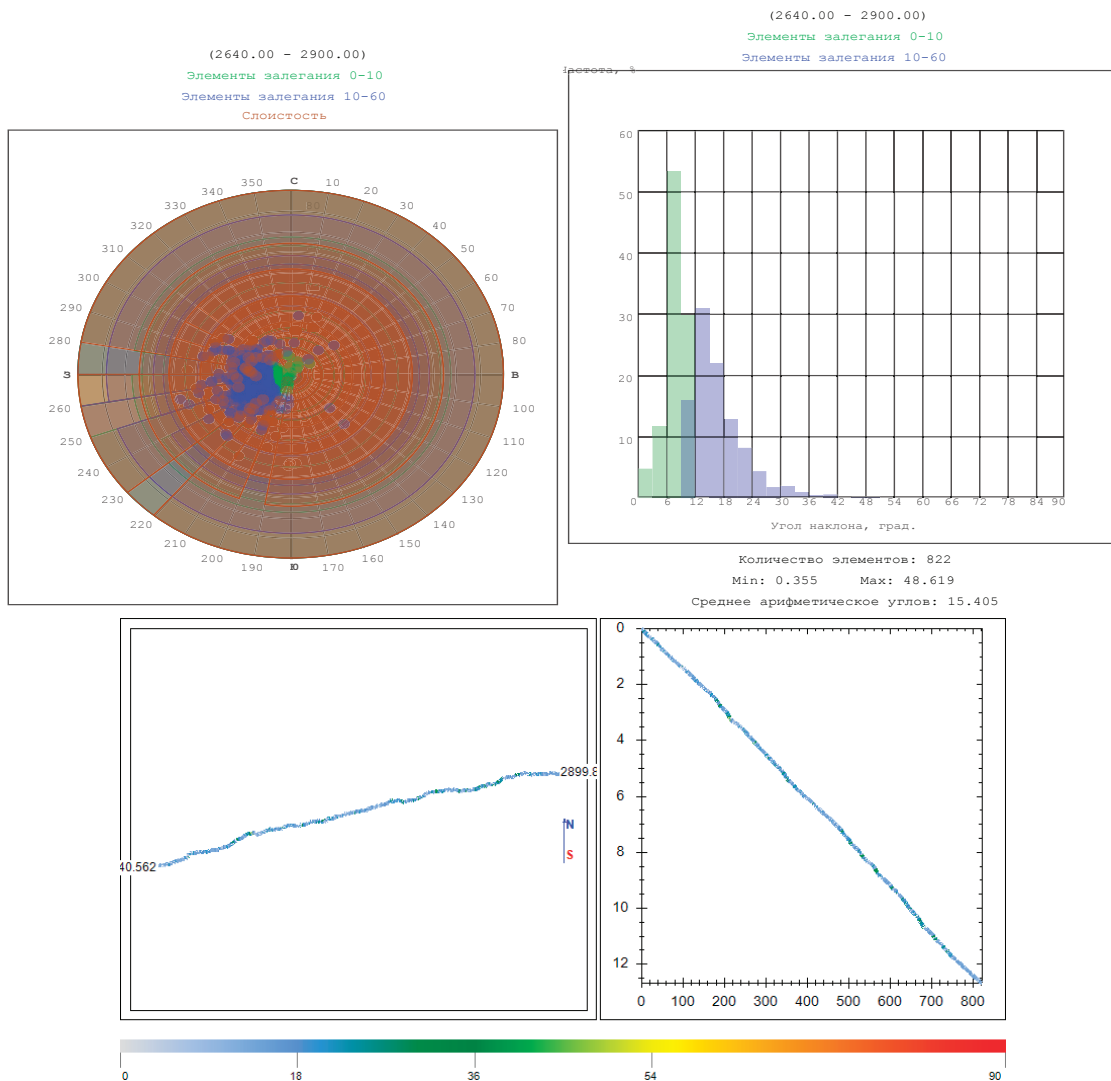 (2640.00 - 2900.00)
Элементы залегания 0-10
Элементы залегания 10-60
Слоистость
350 С 10
340 20
330 80 30
320 40
310 50
300 60
290 70
280 80
З В
260 100
250 110
240 120
230 130
220 140
210 150
200 160
190 Ю 170
(2640.00 - 2900.00)
Элементы залегания 0-10
Элементы залегания 10-60
Частота, %
60
50
40
30
20
10
0 6 12 18 24 30 36 42 48 54 60 66 72 78 84 90
Угол наклона, град.
Количество элементов: 822
Min: 0.355 Max: 48.619
Среднее арифметическое углов: 15.405
2899.8
N
S
40.562
0
2
4
6
8
10
12
0 100 200 300 400 500 600 700 800
0 18 36 54 90